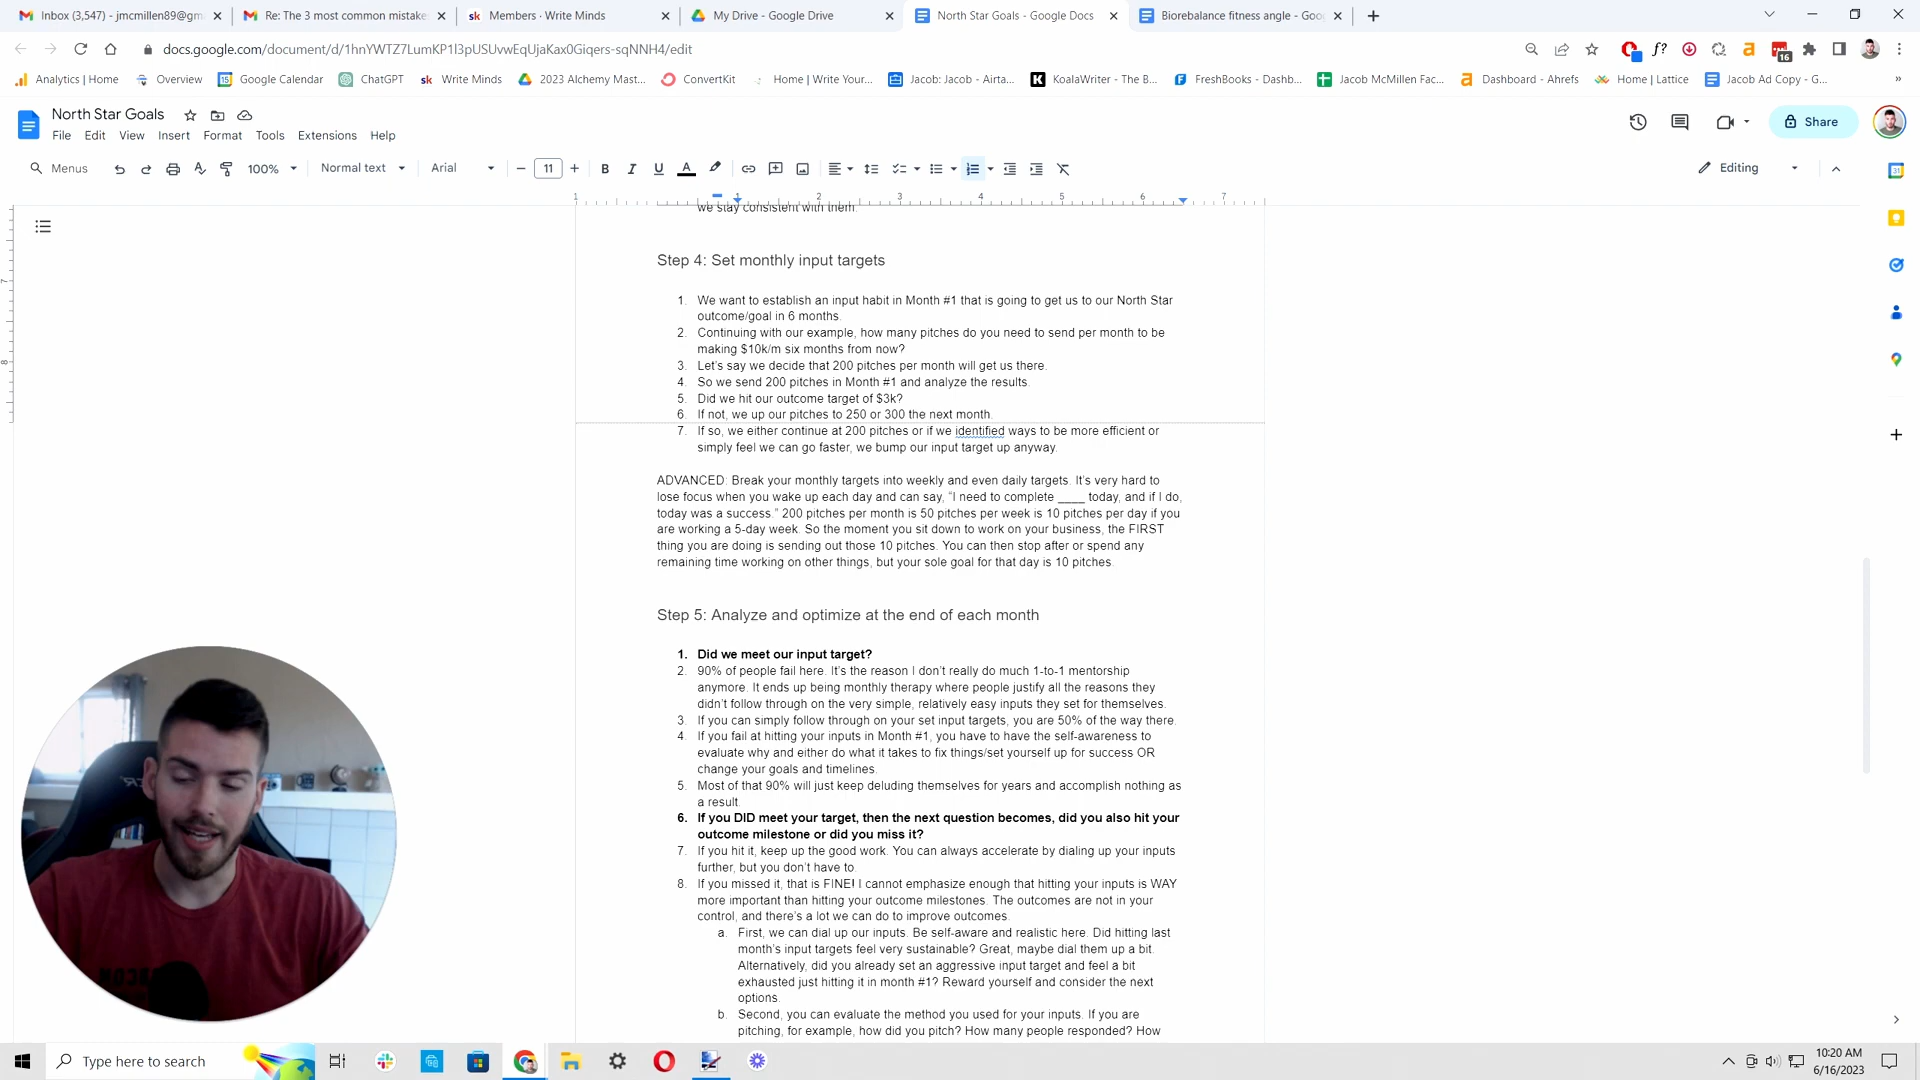 Inbox (3,547) - jmcmillen89@gm
Re: The 3 most common mistake
Members · Write Minds
My Drive - Google Drive
North Star Goals - Google Docs
Biorebalance fitness angle - Goo
docs.google.com/document/d/1hnYWTZ7LumKP1l3pUSUvwEqUjaKax0Giqers-sqNNH4/edit
Analytics | Home
Overview
Google Calendar
ChatGPT
Write Minds
2023 Alchemy Mast...
ConvertKit
Home | Write Your...
Jacob: Jacob - Airta...
KoalaWriter - The B...
FreshBooks - Dashb...
Jacob McMillen Fac...
Dashboard - Ahrefs
Home | Lattice
Jacob Ad Copy - G...
North Star Goals
Share
File Edit View Insert Format Tools Extensions Help
Menus 100% Normal text Arial 11 Editing
1 1 2 3 4 5 6 7
we stay consistent with them.
Step 4: Set monthly input targets
1. We want to establish an input habit in Month #1 that is going to get us to our North Star
outcome/goal in 6 months.
2. Continuing with our example, how many pitches do you need to send per month to be
making $10k/m six months from now?
3. Let's say we decide that 200 pitches per month will get us there.
4. So we send 200 pitches in Month #1 and analyze the results.
5. Did we hit our outcome target of $3k?
6. If not, we up our pitches to 250 or 300 the next month.
7. If so, we either continue at 200 pitches or if we identified ways to be more efficient or
simply feel we can go faster, we bump our input target up anyway.
ADVANCED: Break your monthly targets into weekly and even daily targets. It's very hard to
lose focus when you wake up each day and can say, "I need to complete ____ today, and if I do,
today was a success." 200 pitches per month is 50 pitches per week is 10 pitches per day if you
are working a 5-day week. So the moment you sit down to work on your business, the FIRST
thing you are doing is sending out those 10 pitches. You can then stop after or spend any
remaining time working on other things, but your sole goal for that day is 10 pitches.
Step 5: Analyze and optimize at the end of each month
1. Did we meet our input target?
2. 90% of people fail here. It's the reason I don't really do much 1-to-1 mentorship
anymore. It ends up being monthly therapy where people justify all the reasons they
didn't follow through on the very simple, relatively easy inputs they set for themselves.
3. If you can simply follow through on your set input targets, you are 50% of the way there.
4. If you fail at hitting your inputs in Month #1, you have to have the self-awareness to
evaluate why and either do what it takes to fix things/set yourself up for success OR
change your goals and timelines.
5. Most of that 90% will just keep deluding themselves for years and accomplish nothing as
a result.
6. If you DID meet your target, then the next question becomes, did you also hit your
outcome milestone or did you miss it?
7. If you hit it, keep up the good work. You can always accelerate by dialing up your inputs
further, but you don't have to.
8. If you missed it, that is FINE! I cannot emphasize enough that hitting your inputs is WAY
more important than hitting your outcome milestones. The outcomes are not in your
control, and there's a lot we can do to improve outcomes.
a. First, we can dial up our inputs. Be self-aware and realistic here. Did hitting last
month's input targets feel very sustainable? Great, maybe dial them up a bit.
Alternatively, did you already set an aggressive input target and feel a bit
exhausted just hitting it in month #1? Reward yourself and consider the next
options.
b. Second, you can evaluate the method you used for your inputs. If you are
pitching, for example, how did you pitch? How many people responded? How
Type here to search
10:20 AM
6/16/2023